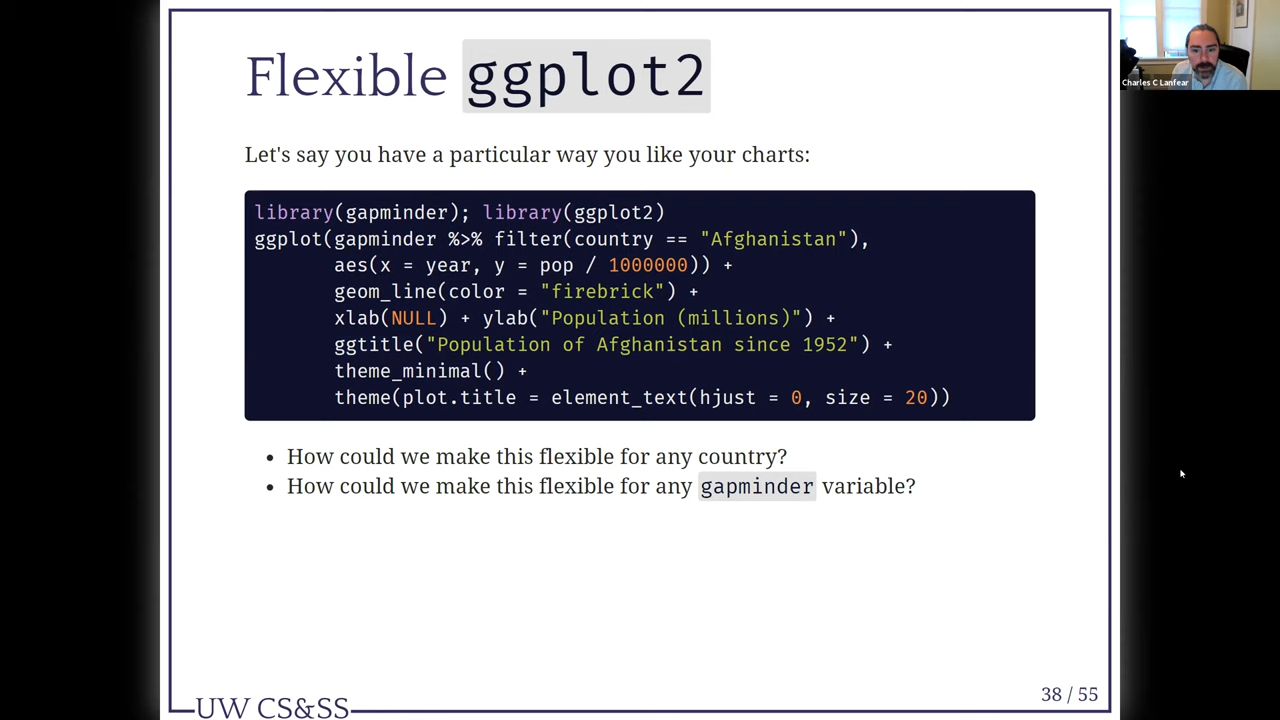 Flexible ggplot2
Charles C Lanfear
Let's say you have a particular way you like your charts:
library(gapminder); library(ggplot2)
ggplot(gapminder %>% filter(country == "Afghanistan"),
aes(x = year, y = pop / 1000000)) +
geom_line(color = "firebrick") +
xlab(NULL) + ylab("Population (millions)") +
ggtitle("Population of Afghanistan since 1952") +
theme_minimal() +
theme(plot.title = element_text(hjust = 0, size = 20))
• How could we make this flexible for any country?
• How could we make this flexible for any gapminder variable?
38 / 55
UW CS&SS